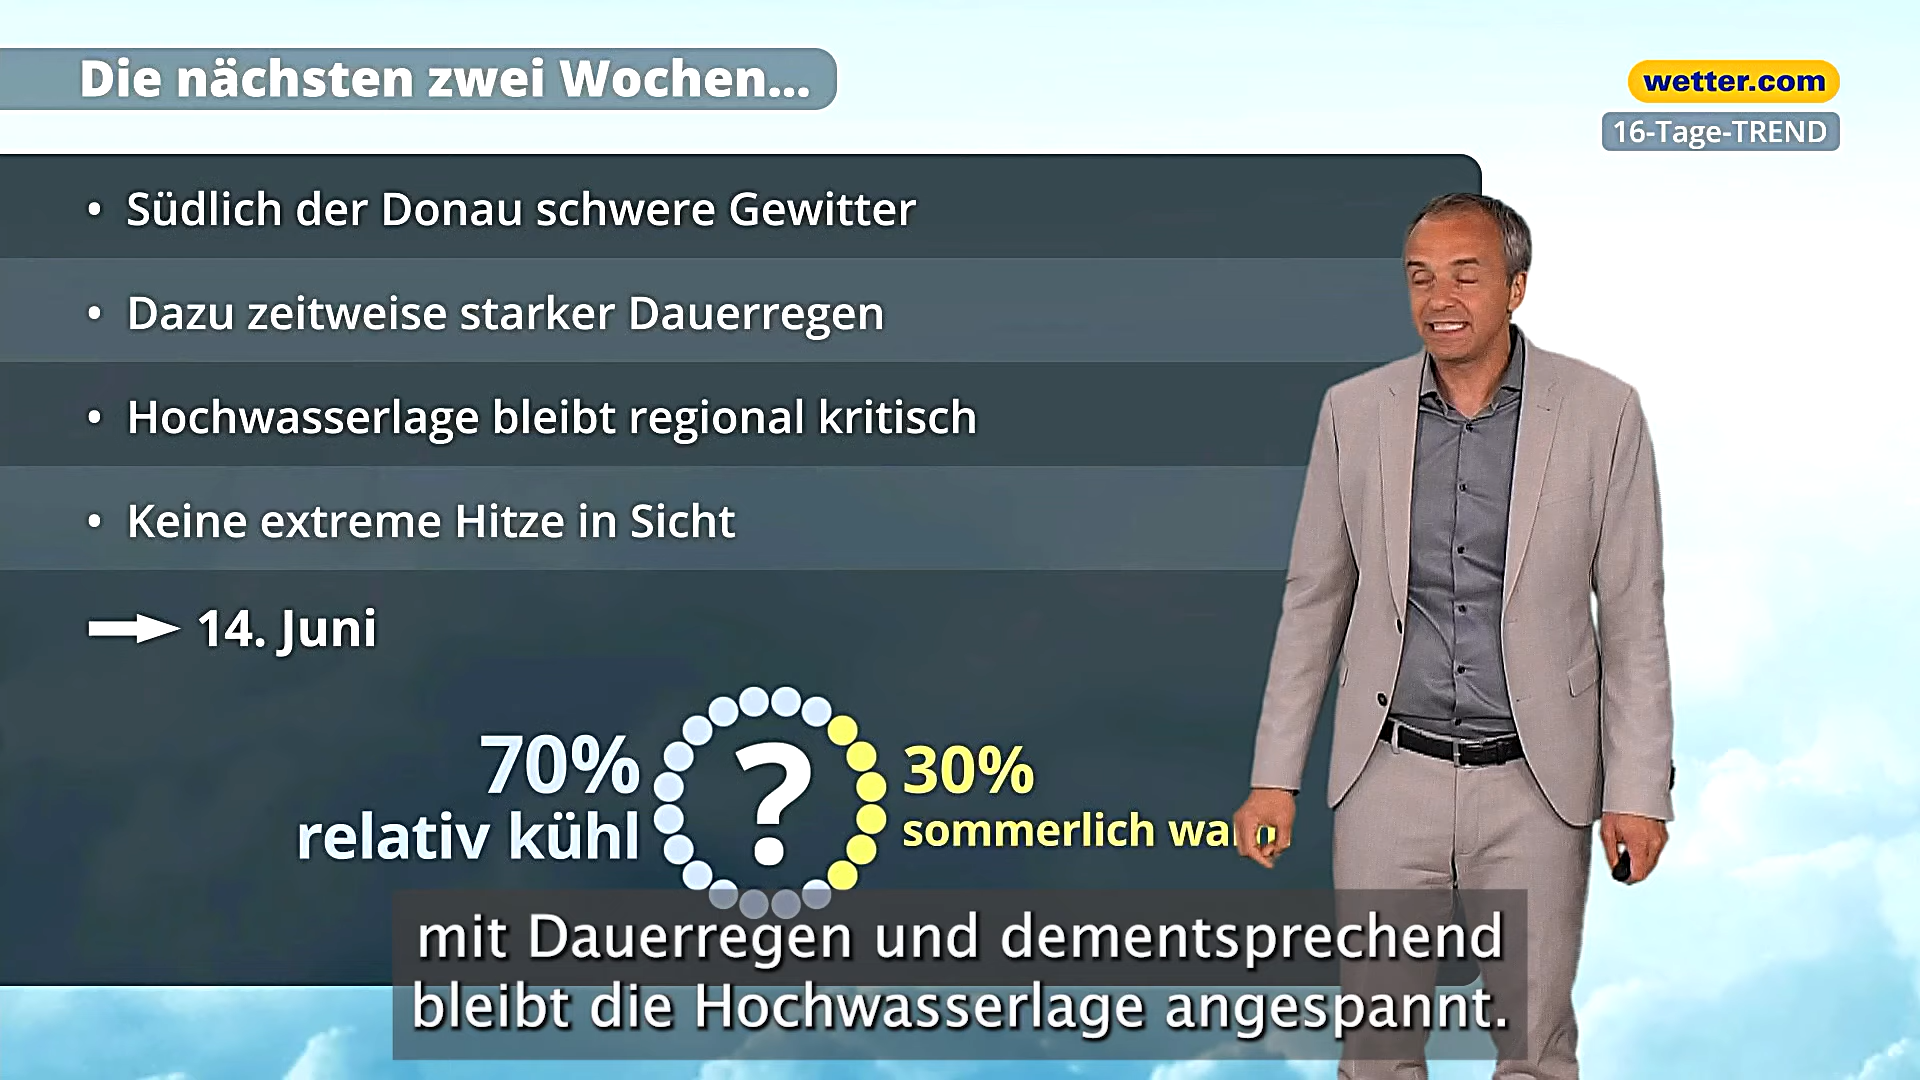 Die nächsten zwei Wochen...
wetter.com
16-Tage-TREND
• Südlich der Donau schwere Gewitter
• Dazu zeitweise starker Dauerregen
• Hochwasserlage bleibt regional kritisch
• Keine extreme Hitze in Sicht
14. Juni
70%
relativ kühl
?
30%
sommerlich
mit Dauerregen und dementsprechend
bleibt die Hochwasserlage angespannt.